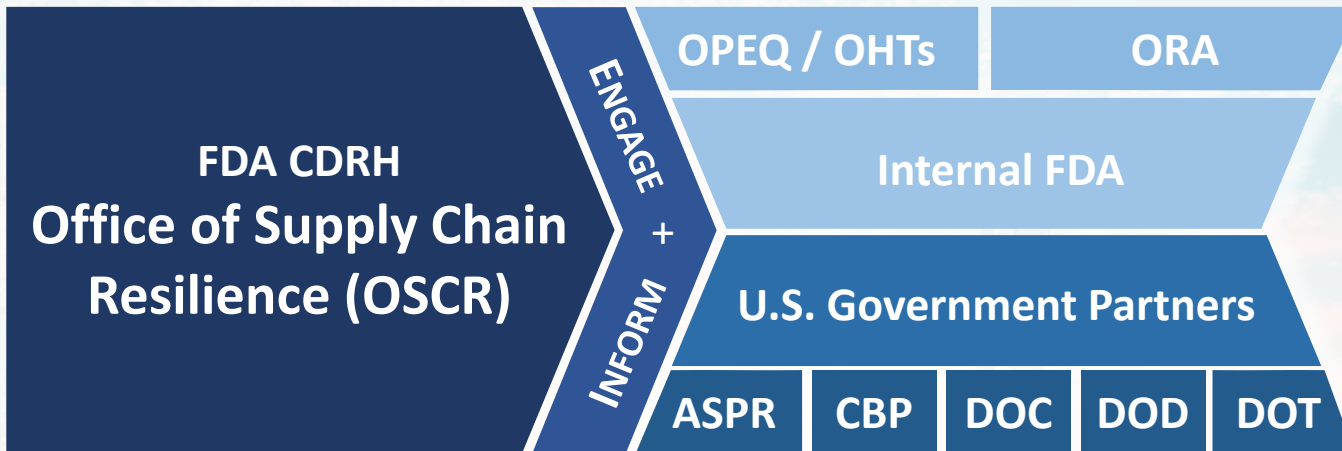 FDA CDRH
Office of Supply Chain
Resilience (OSCR)
ENGAGE
+
INFORM
OPEQ / OHTs
ORA
Internal FDA
U.S. Government Partners
ASPR
CBP
DOC
DOD
DOT